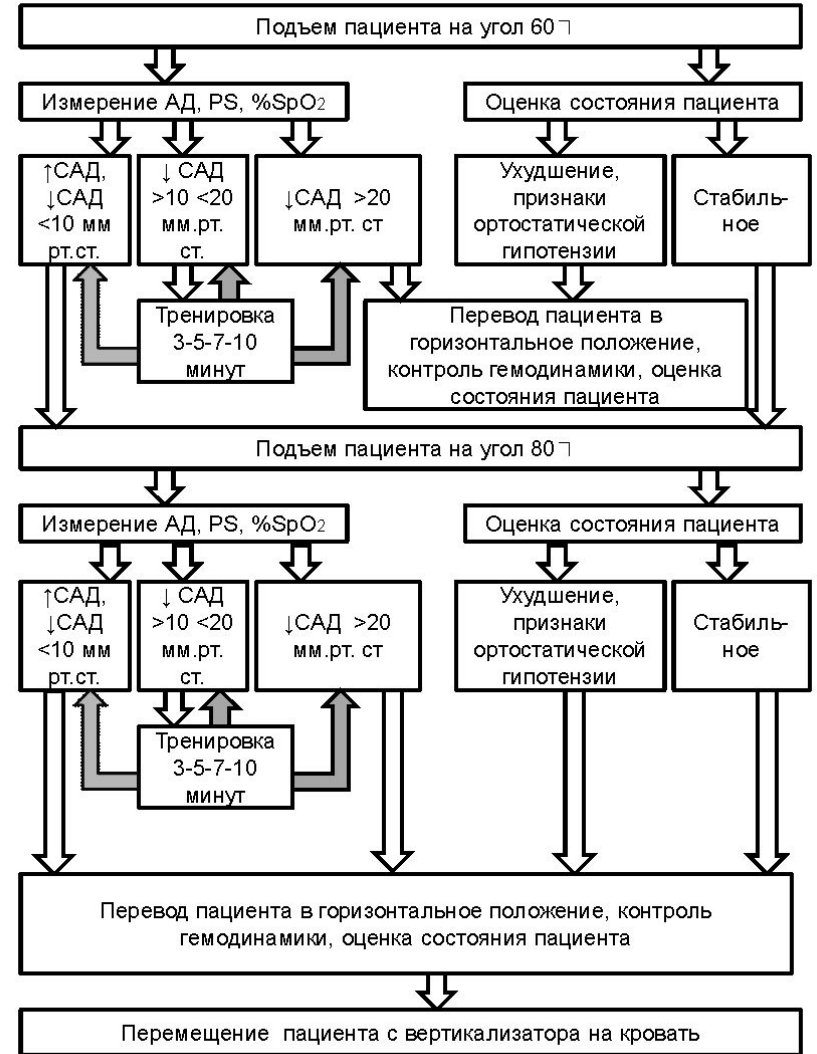 Подъем пациента на угол 60 ℸ
Измерение АД, PS, %SpO2
Оценка состояния пациента
↑САД,
↓САД
<10 мм
рт.ст.
↓ САД
>10 <20
мм.рт.
ст.
↓САД >20
мм.рт. ст
Ухудшение,
признаки
ортостатической
гипотензии
Стабиль-
ное
Тренировка
3-5-7-10
минут
Перевод пациента в
горизонтальное положение,
контроль гемодинамики, оценка
состояния пациента
Подъем пациента на угол 80 ℸ
Измерение АД, PS, %SpO2
Оценка состояния пациента
↑САД,
↓САД
<10 мм
рт.ст.
↓ САД
>10 <20
мм.рт.
ст.
↓САД >20
мм.рт. ст
Ухудшение,
признаки
ортостатической
гипотензии
Стабиль-
ное
Тренировка
3-5-7-10
минут
Перевод пациента в горизонтальное положение, контроль
гемодинамики, оценка состояния пациента
Перемещение пациента с вертикализатора на кровать